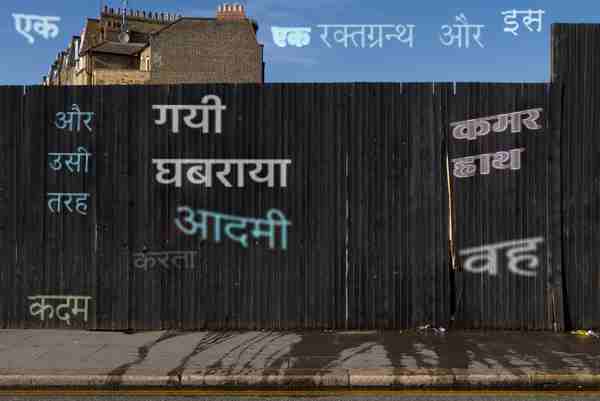 एक
एक रक्तग्रन्थ और इस
और
उसी
तरह
गयी
घबराया
आदमी
करता
कदम
कमर
हाथ
वह